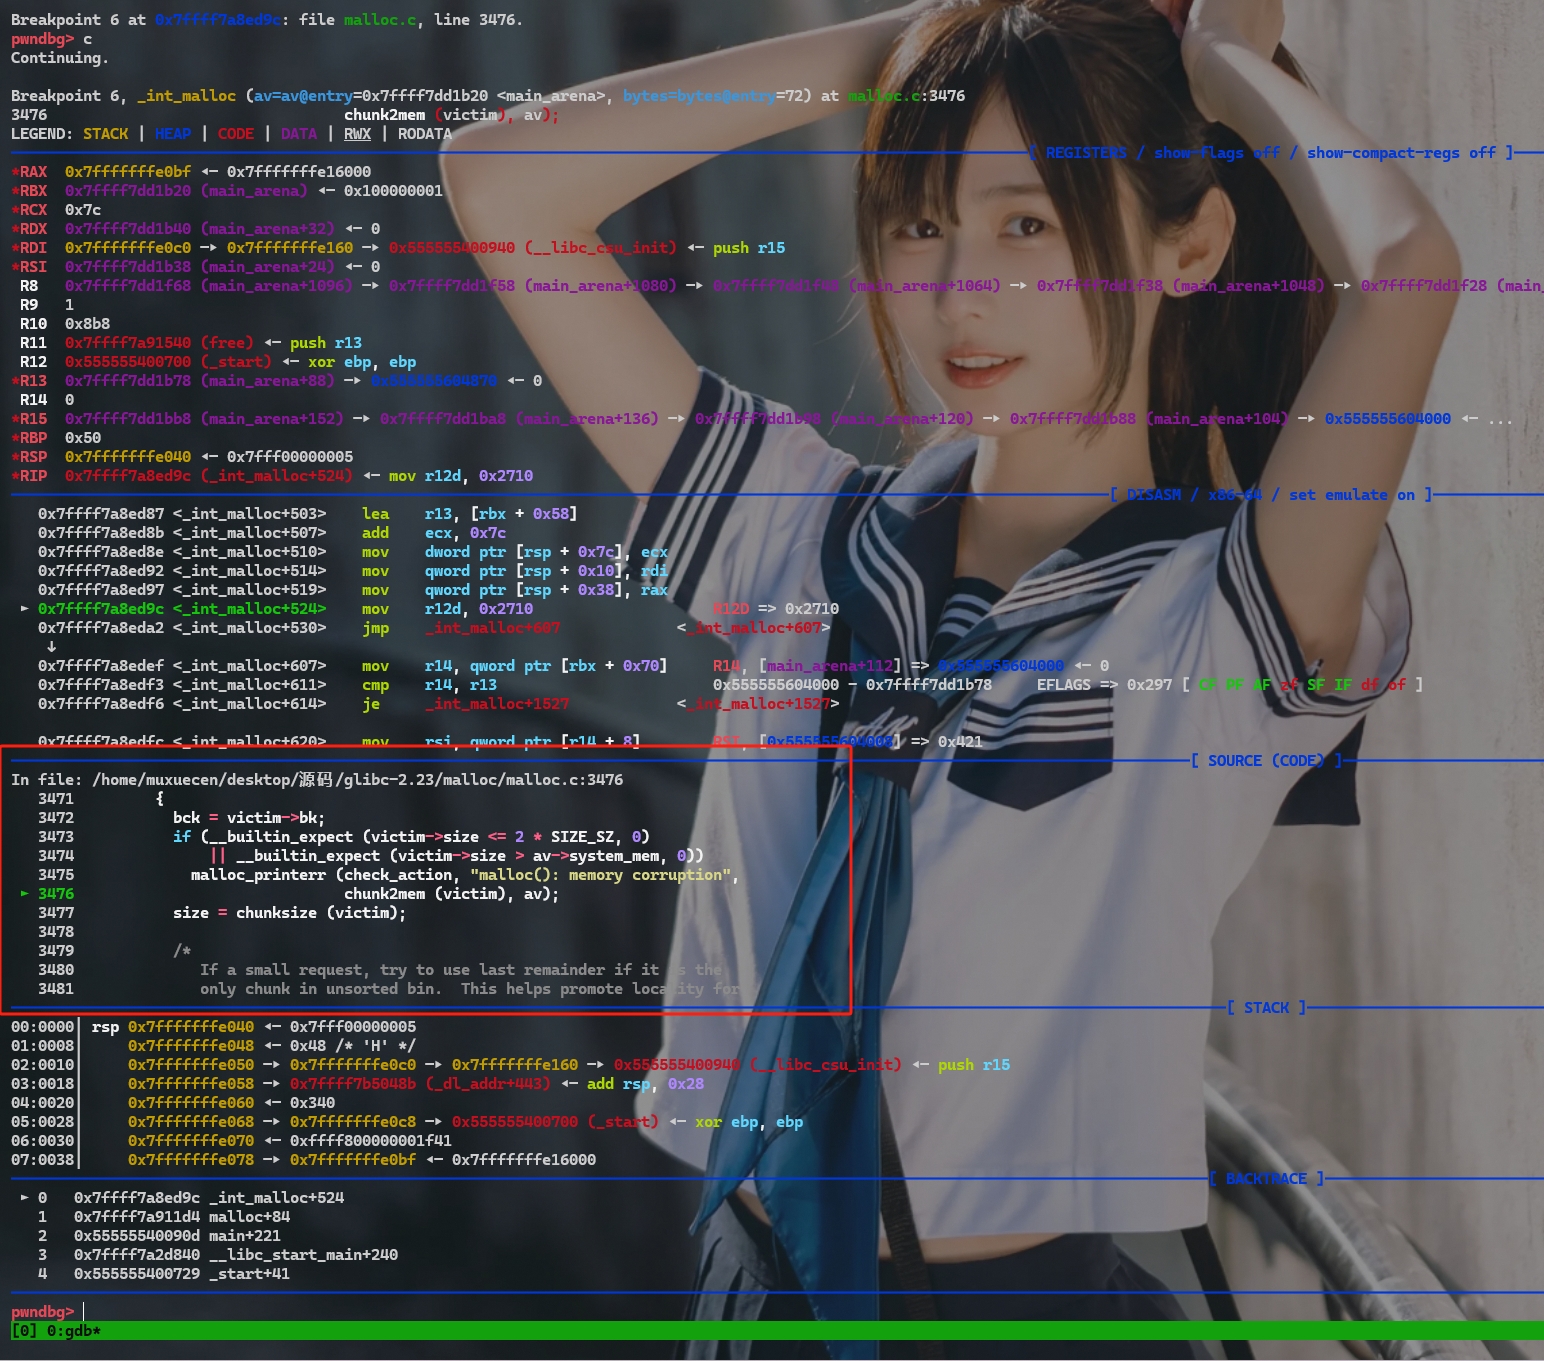 Breakpoint 6 at 0x7ffff7a8ed9c: file malloc.c, line 3476.
pwndbg> c
Continuing.
Breakpoint 6, _int_malloc (av=av@entry=0x7ffff7dd1b20 <main_arena>, bytes=bytes@entry=72) at malloc.c:3476
3476 chunk2mem (victim), av);
LEGEND: STACK | HEAP | CODE | DATA | RWX | RODATA
[ REGISTERS / show-flags off / show-compact-regs off ]
*RAX 0x7fffffffe0bf ◂— 0x7fffffffe16000
*RBX 0x7ffff7dd1b20 (main_arena) ◂— 0x100000001
*RCX 0x7c
*RDX 0x7ffff7dd1b40 (main_arena+32) ◂— 0
*RDI 0x7fffffffe0c0 —▸ 0x7fffffffe160 —▸ 0x555555400940 (__libc_csu_init) ◂— push r15
*RSI 0x7ffff7dd1b38 (main_arena+24) ◂— 0
R8 0x7ffff7dd1f68 (main_arena+1096) —▸ 0x7ffff7dd1f58 (main_arena+1080) —▸ 0x7ffff7dd1f48 (main_arena+1064) —▸ 0x7ffff7dd1f38 (main_arena+1048) —▸ 0x7ffff7dd1f28 (main_
R9 1
R10 0x8b8
R11 0x7ffff7a91540 (free) ◂— push r13
R12 0x555555400700 (_start) ◂— xor ebp, ebp
*R13 0x7ffff7dd1b78 (main_arena+88) —▸ 0x555555604870 ◂— 0
R14 0
*R15 0x7ffff7dd1bb8 (main_arena+152) —▸ 0x7ffff7dd1ba8 (main_arena+136) —▸ 0x7ffff7dd1b98 (main_arena+120) —▸ 0x7ffff7dd1b88 (main_arena+104) —▸ 0x555555604000 ◂— ...
*RBP 0x50
*RSP 0x7fffffffe040 ◂— 0x7fff00000005
*RIP 0x7ffff7a8ed9c (_int_malloc+524) ◂— mov r12d, 0x2710
[ DISASM / x86-64 / set emulate on ]
0x7ffff7a8ed87 <_int_malloc+503> lea r13, [rbx + 0x58]
0x7ffff7a8ed8b <_int_malloc+507> add ecx, 0x7c
0x7ffff7a8ed8e <_int_malloc+510> mov dword ptr [rsp + 0x7c], ecx
0x7ffff7a8ed92 <_int_malloc+514> mov qword ptr [rsp + 0x10], rdi
0x7ffff7a8ed97 <_int_malloc+519> mov qword ptr [rsp + 0x38], rax
► 0x7ffff7a8ed9c <_int_malloc+524> mov r12d, 0x2710 R12D => 0x2710
0x7ffff7a8eda2 <_int_malloc+530> jmp _int_malloc+607 <_int_malloc+607>
↓
0x7ffff7a8edef <_int_malloc+607> mov r14, qword ptr [rbx + 0x70] R14, [main_arena+112] => 0x555555604000 ◂— 0
0x7ffff7a8edf3 <_int_malloc+611> cmp r14, r13 0x555555604000 - 0x7ffff7dd1b78 EFLAGS => 0x297 [ CF PF AF zf SF IF df of ]
0x7ffff7a8edf6 <_int_malloc+614> je _int_malloc+1527 <_int_malloc+1527>
0x7ffff7a8edfc <_int_malloc+620> mov rsi, qword ptr [r14 + 8] RSI, [0x555555604008] => 0x421
[ SOURCE (CODE) ]
In file: /home/muxuecen/desktop/源码/glibc-2.23/malloc/malloc.c:3476
3471 {
3472 bck = victim->bk;
3473 if (__builtin_expect (victim->size <= 2 * SIZE_SZ, 0)
3474 || __builtin_expect (victim->size > av->system_mem, 0))
3475 malloc_printerr (check_action, "malloc(): memory corruption",
► 3476 chunk2mem (victim), av);
3477 size = chunksize (victim);
3478
3479 /*
3480 If a small request, try to use last remainder if it is the
3481 only chunk in unsorted bin.  This helps promote locality for
[ STACK ]
00:0000│ rsp 0x7fffffffe040 ◂— 0x7fff00000005
01:0008│ 0x7fffffffe048 ◂— 0x48 /* 'H' */
02:0010│ 0x7fffffffe050 —▸ 0x7fffffffe0c0 —▸ 0x7fffffffe160 —▸ 0x555555400940 (__libc_csu_init) ◂— push r15
03:0018│ 0x7fffffffe058 —▸ 0x7ffff7b5048b (_dl_addr+443) ◂— add rsp, 0x28
04:0020│ 0x7fffffffe060 ◂— 0x340
05:0028│ 0x7fffffffe068 —▸ 0x7fffffffe0c8 —▸ 0x555555400700 (_start) ◂— xor ebp, ebp
06:0030│ 0x7fffffffe070 ◂— 0xffff800000001f41
07:0038│ 0x7fffffffe078 —▸ 0x7fffffffe0bf ◂— 0x7fffffffe16000
[ BACKTRACE ]
► 0 0x7ffff7a8ed9c _int_malloc+524
1 0x7ffff7a911d4 malloc+84
2 0x55555540090d main+221
3 0x7ffff7a2d840 __libc_start_main+240
4 0x555555400729 _start+41
pwndbg>
[0] 0:gdb*